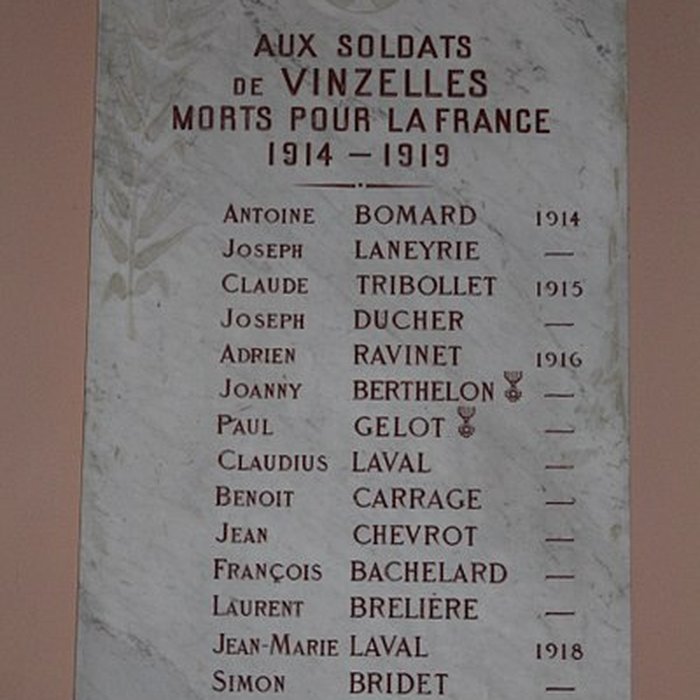 AUX SOLDATS
DE VINZELLES
MORTS POUR LA FRANCE
1914 — 1919
ANTOINE BOMARD 1914
JOSEPH LANEYRIE —
CLAUDE TRIBOLLET 1915
JOSEPH DUCHER —
ADRIEN RAVINET 1916
JOANNY BERTHELON —
PAUL GELOT —
CLAUDIUS LAVAL —
BENOIT CARRAGE —
JEAN CHEVROT —
FRANÇOIS BACHELARD —
LAURENT BRELIÈRE —
JEAN-MARIE LAVAL 1918
SIMON BRIDET —